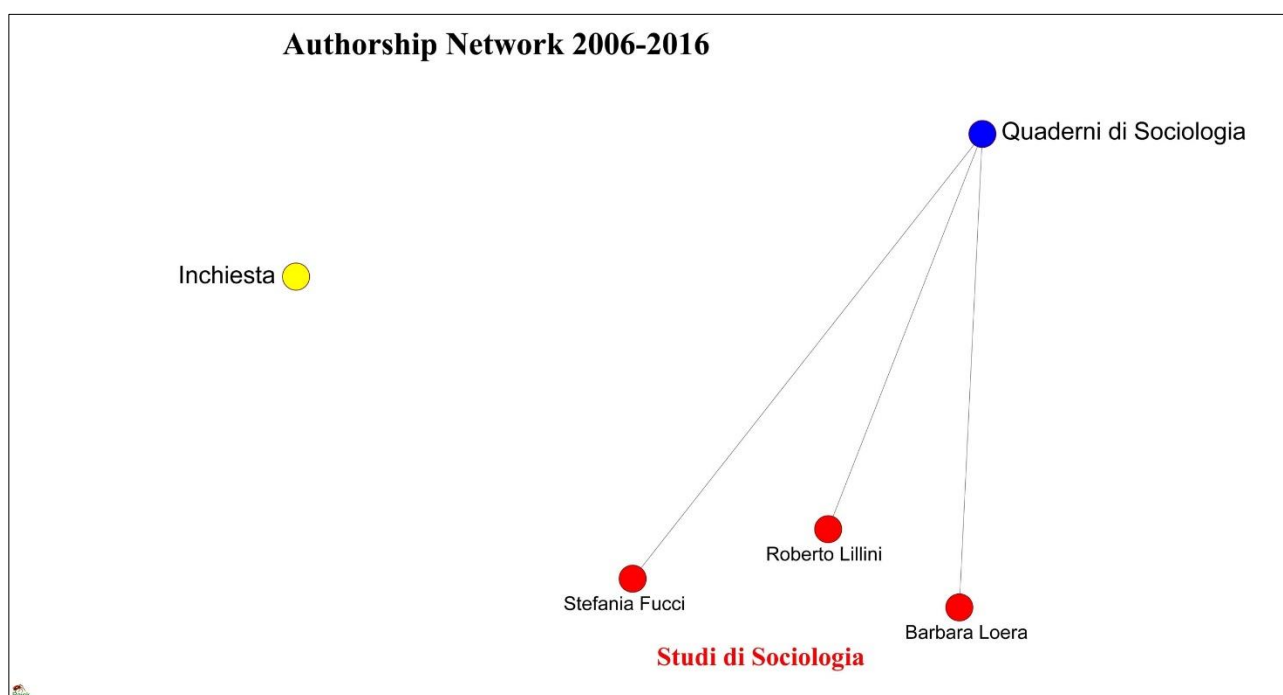 Authorship Network 2006-2016
Quaderni di Sociologia
Inchiesta
Roberto Lillini
Stefania Fucci
Barbara Loera
Studi di Sociologia